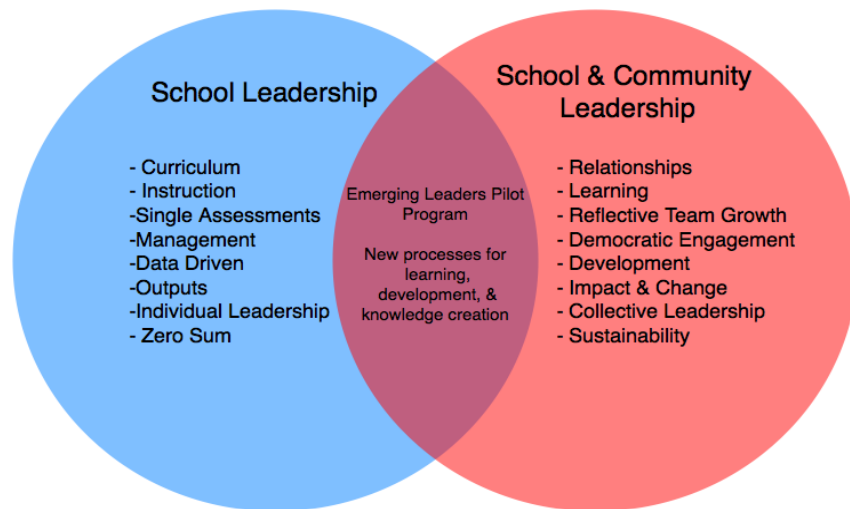 School Leadership
- Curriculum
- Instruction
-Single Assessments
- Management
-Data Driven
-Outputs
-Individual Leadership
- Zero Sum
Emerging Leaders Pilot
Program
New processes for
learning,
development, &
knowledge creation
School & Community
Leadership
- Relationships
- Learning
- Reflective Team Growth
- Democratic Engagement
- Development
- Impact & Change
- Collective Leadership
- Sustainability